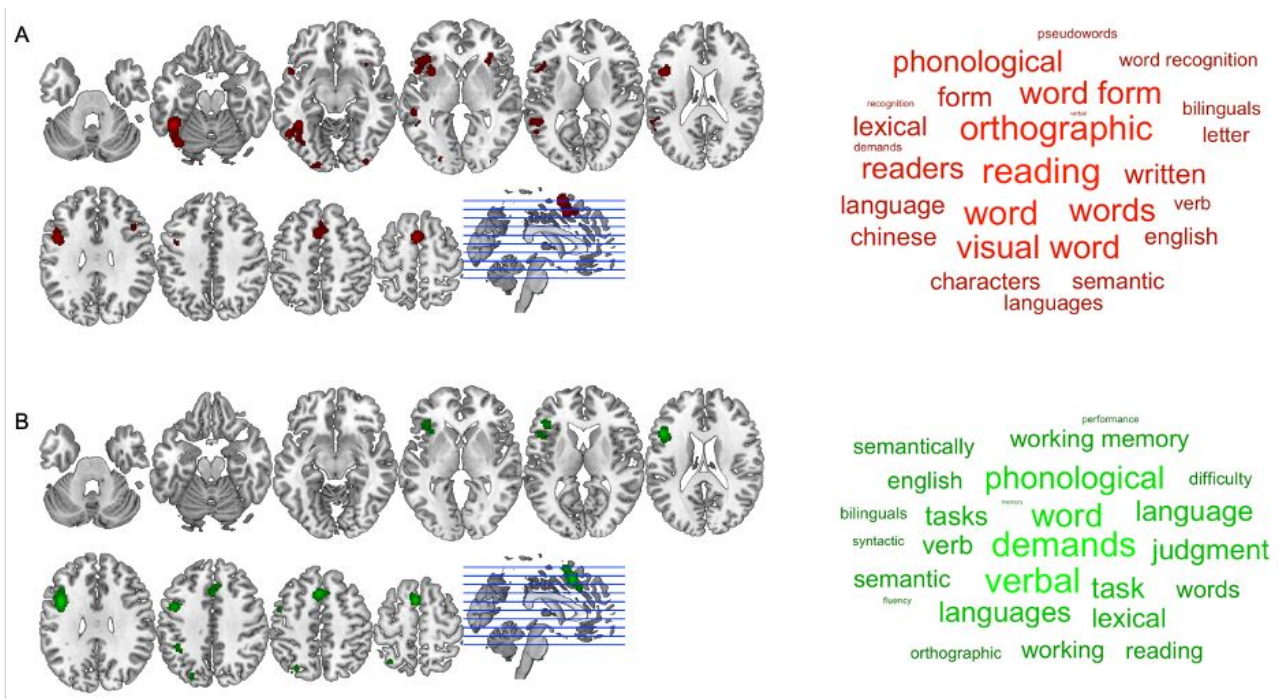 A
pseudowords
phonological word recognition
form word form
recognition bilinguals
verbal
lexical orthographic letter
demands
readers reading written
language word words verb
chinese visual word english
characters semantic
languages
B
performance
semantically working memory
english phonological difficulty
memory
bilinguals tasks word language
syntactic verb demands judgment
semantic verbal task words
fluency
languages lexical
orthographic working reading